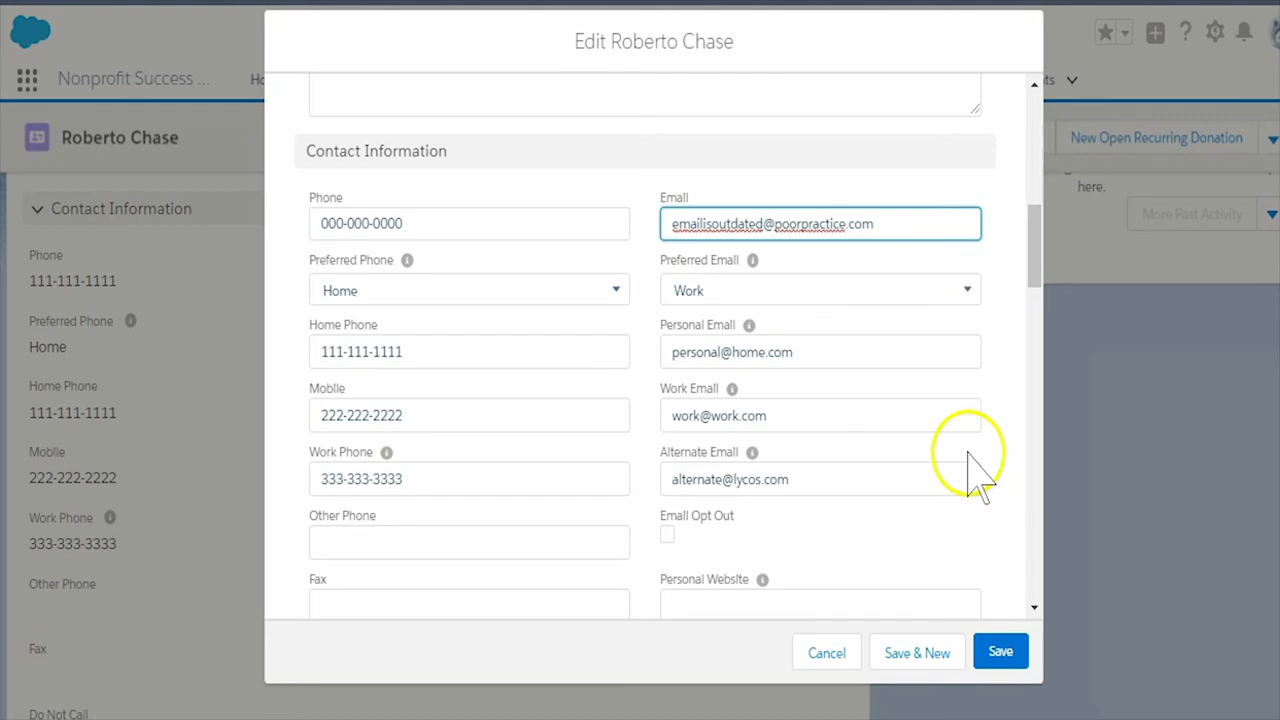 Edit Roberto Chase
Nonprofit Success ...
Roberto Chase
New Open Recurring Donation
here.
More Past Activity
Contact Information
Phone
111-111-1111
Preferred Phone
Home
Home Phone
111-111-1111
Mobile
222-222-2222
Work Phone
333-333-3333
Other Phone
Fax
Do Not Call
Contact Information
Phone
000-000-0000
Email
emailisoutdated@poorpractice.com
Preferred Phone
Home
Preferred Email
Work
Home Phone
111-111-1111
Personal Email
personal@home.com
Mobile
222-222-2222
Work Email
work@work.com
Work Phone
333-333-3333
Alternate Email
alternate@lycos.com
Other Phone
Email Opt Out
Fax
Personal Website
Cancel
Save & New
Save